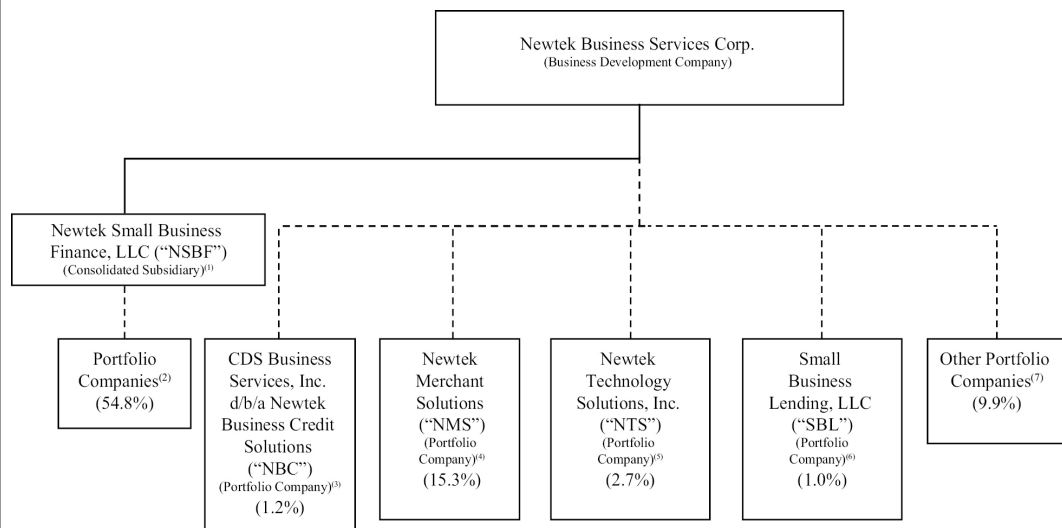 Newtek Business Services Corp.
(Business Development Company)
Newtek Small Business
Finance, LLC (“NSBF”)
(Consolidated Subsidiary)(1)
Portfolio
Companies(2)
(54.8%)
CDS Business
Services, Inc.
d/b/a Newtek
Business Credit
Solutions
(“NBC”)
(Portfolio Company)(3)
(1.2%)
Newtek
Merchant
Solutions
(“NMS”)
(Portfolio
Company)(4)
(15.3%)
Newtek
Technology
Solutions, Inc.
(“NTS”)
(Portfolio
Company)(5)
(2.7%)
Small
Business
Lending, LLC
(“SBL”)
(Portfolio
Company)(6)
(1.0%)
Other Portfolio
Companies(7)
(9.9%)